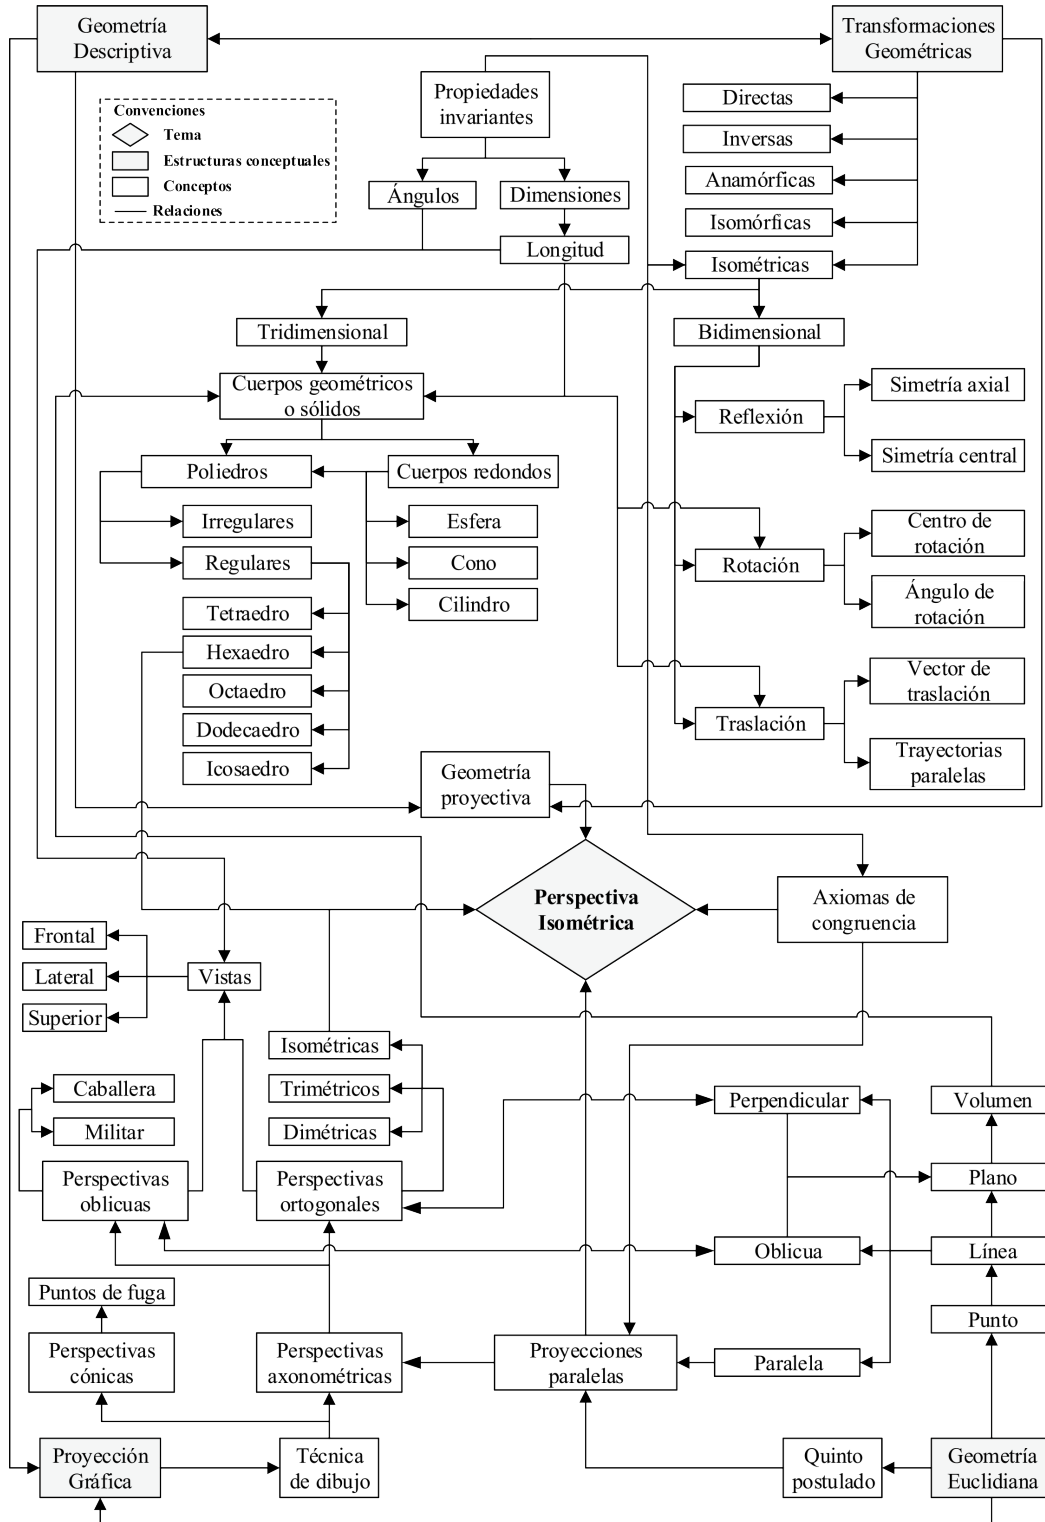 Geometría
Descriptiva
Transformaciones
Geométricas
Propiedades
invariantes
Directas
Convenciones
Tema
Estructuras conceptuales
Conceptos
Relaciones
Inversas
Anamórficas
Ángulos
Dimensiones
Isomórficas
Longitud
Isométricas
Tridimensional
Bidimensional
Cuerpos geométricos
o sólidos
Simetría axial
Reflexión
Simetría central
Poliedros
Cuerpos redondos
Irregulares
Esfera
Centro de
rotación
Regulares
Cono
Rotación
Cilindro
Ángulo de
rotación
Tetraedro
Hexaedro
Octaedro
Vector de
traslación
Dodecaedro
Traslación
Icosaedro
Trayectorias
paralelas
Geometría
proyectiva
Perspectiva
Isométrica
Axiomas de
congruencia
Frontal
Lateral
Vistas
Superior
Isométricas
Caballera
Trimétricos
Perpendicular
Volumen
Militar
Dimétricas
Perspectivas
oblicuas
Perspectivas
ortogonales
Plano
Oblicua
Línea
Puntos de fuga
Punto
Perspectivas
cónicas
Perspectivas
axonométricas
Proyecciones
paralelas
Paralela
Proyección
Gráfica
Técnica
de dibujo
Quinto
postulado
Geometría
Euclidiana